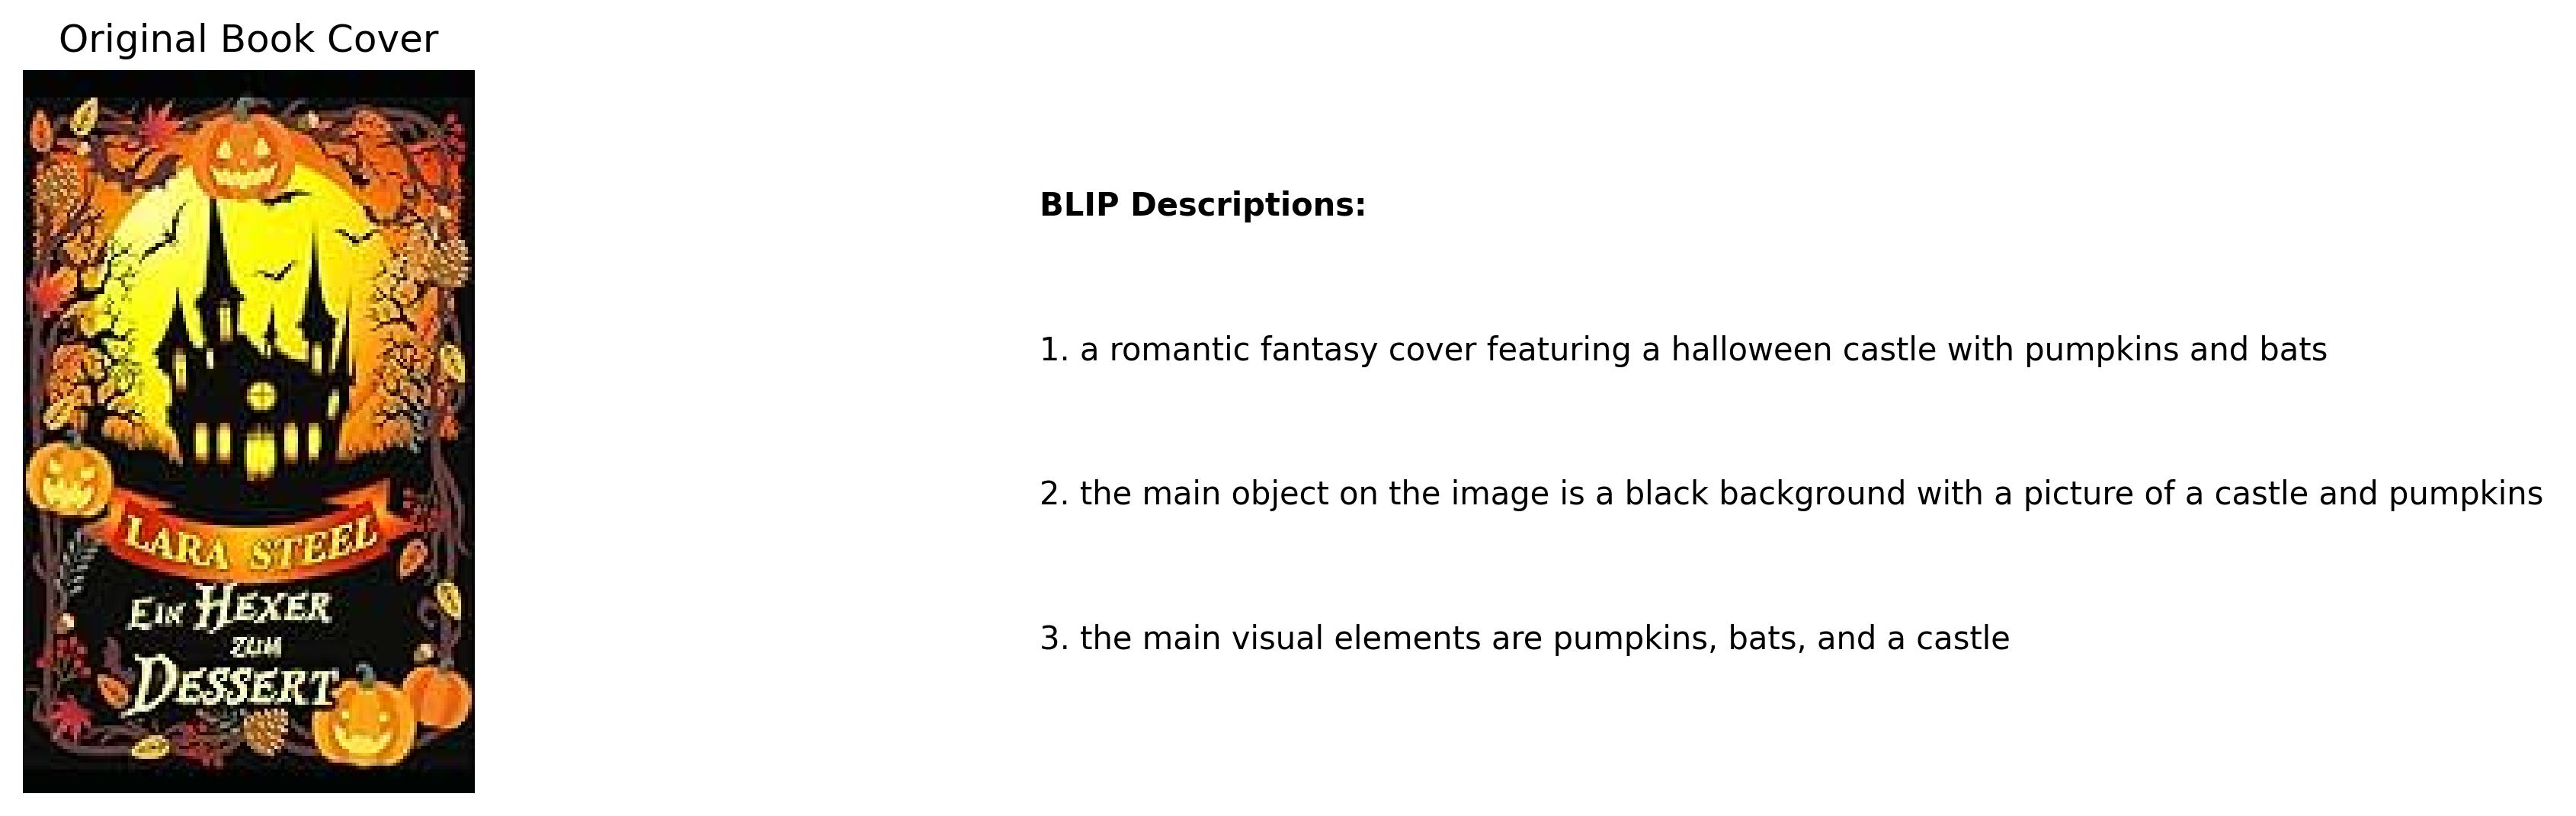 Original Book Cover
LARA STEEL
EIN HEXER
ZUM
DESSERT
BLIP Descriptions:
1. a romantic fantasy cover featuring a halloween castle with pumpkins and bats
2. the main object on the image is a black background with a picture of a castle and pumpkins
3. the main visual elements are pumpkins, bats, and a castle